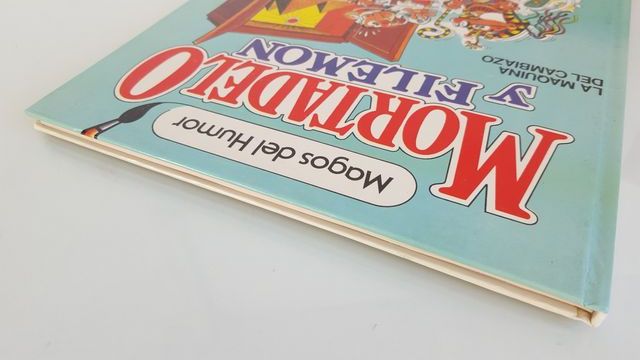 Magos del Humor
MORTADELO
Y FILEMON
LA MAQUINA
DEL CAMBIAZO